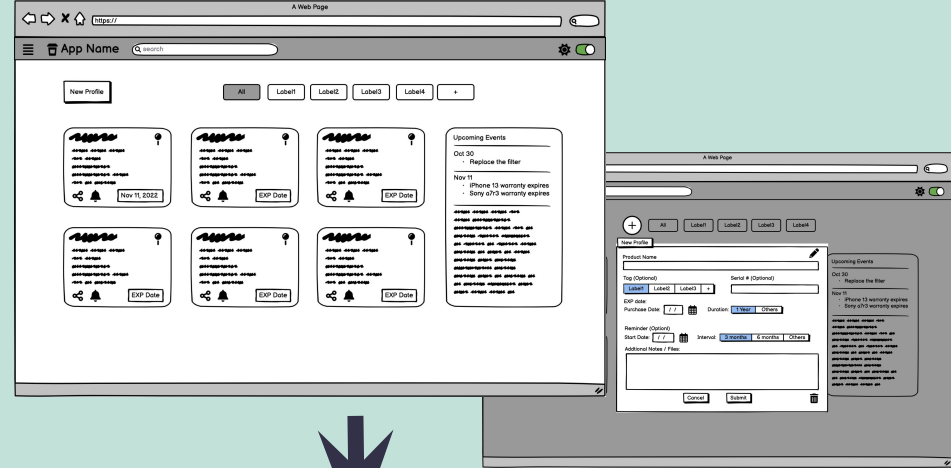 A Web Page
https://
App Name
search
New Profile
All Label1 Label2 Label3 Label4 +
Nov 11, 2022
EXP Date
EXP Date
EXP Date
EXP Date
EXP Date
Upcoming Events
Oct 30
· Replace the filter
Nov 11
· iPhone 13 warranty expires
· Sony a7r3 warranty expires
A Web Page
All Label1 Label2 Label3 Label4
New Profile
Product Name
Tag (Optional) Serial # (Optional)
Label1 Label2 Label3 +
EXP date:
Purchase Date: / / Duration: 1 Year Others
Reminder (Optionl)
Start Date: / / Interval: 3 months 6 months Others
Addtional Notes / Files:
Cancel Submit
Upcoming Events
Oct 30
· Replace the filter
Nov 11
· iPhone 13 warranty expires
· Sony a7r3 warranty expires